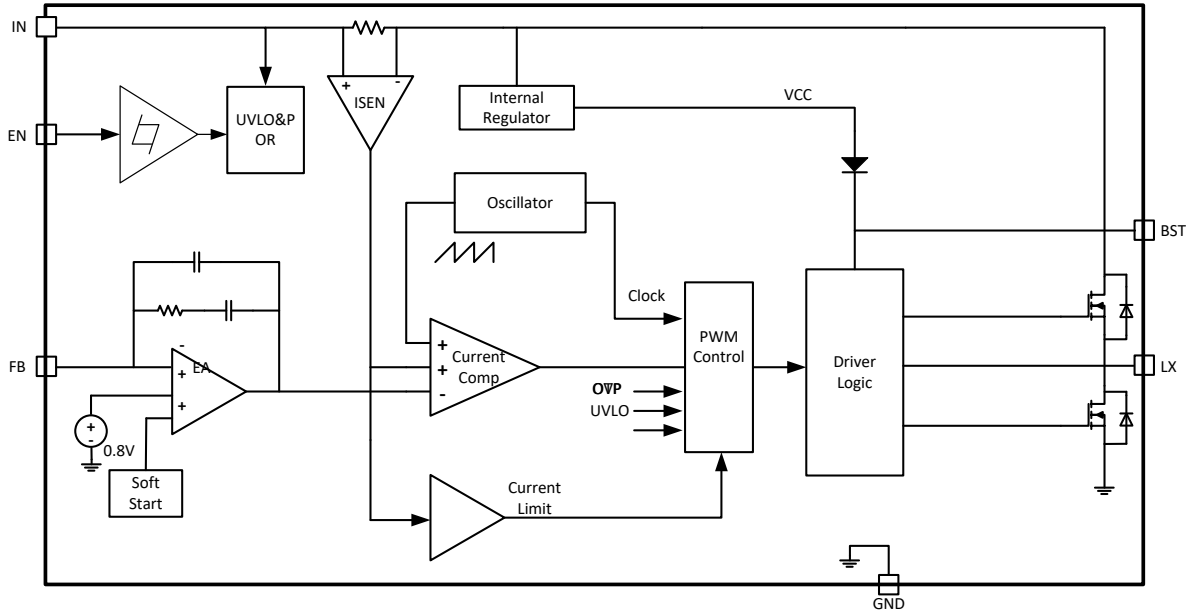 IN
+ -
ISEN
Internal
Regulator
VCC
EN
UVLO&P
OR
Oscillator
BST
Clock
PWM
Control
FB
-
EA
+
+
+
Current
+
Comp
-
Driver
Logic
LX
UVLO
+
-
0.8V
Soft
Start
Current
Limit
GND